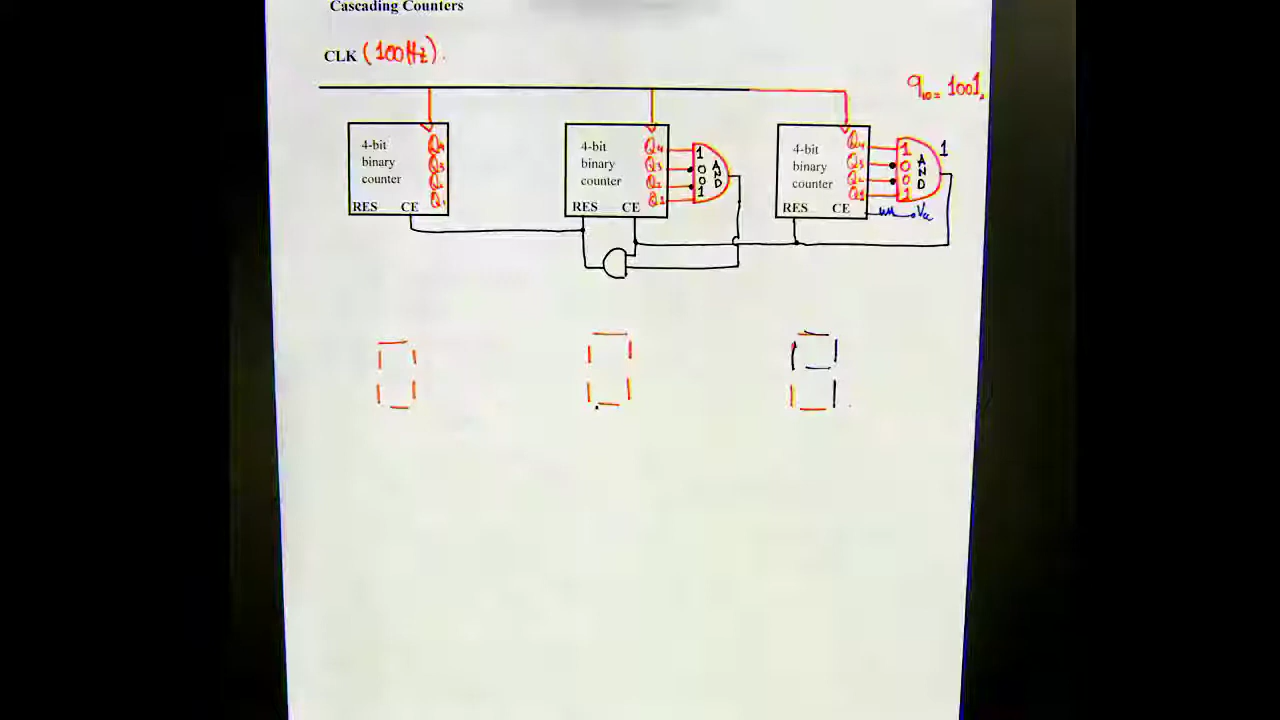 Cascading Counters
CLK (100Hz).
9₁₀ = 1001₂
4-bit
binary
counter
Q4
Q3
Q2
Q1
RES CE
4-bit
binary
counter
Q4
Q3
Q2
Q1
RES CE
1
0
0
1
AND
4-bit
binary
counter
Q4
Q3
Q2
Q1
RES CE
1
0
0
1
AND
1
Vcc